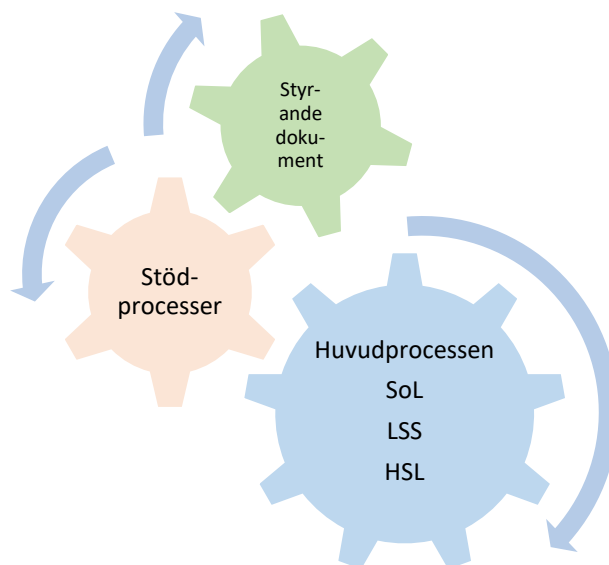 Styr-
ande
doku-
ment
Stöd-
processer
Huvudprocessen
SoL
LSS
HSL